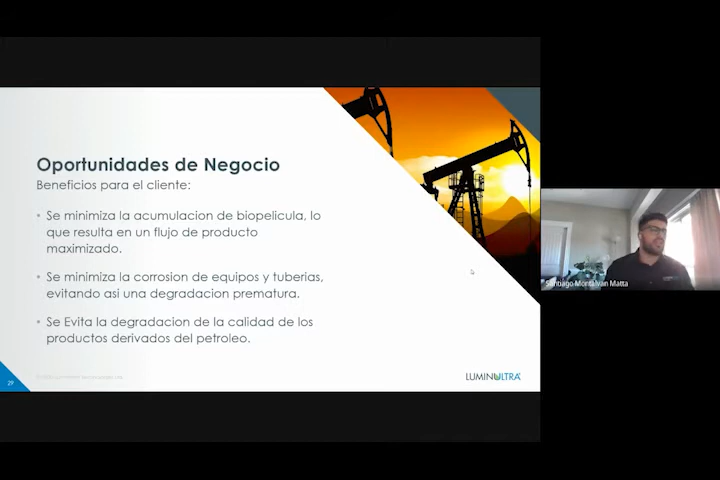 Oportunidades de Negocio
Beneficios para el cliente:
• Se minimiza la acumulacion de biopelicula, lo
que resulta en un flujo de producto
maximizado.
• Se minimiza la corrosion de equipos y tuberias,
evitando asi una degradacion prematura.
• Se Evita la degradacion de la calidad de los
productos derivados del petroleo.
29
LUMINULTRA
Santiago Montalvan Matta